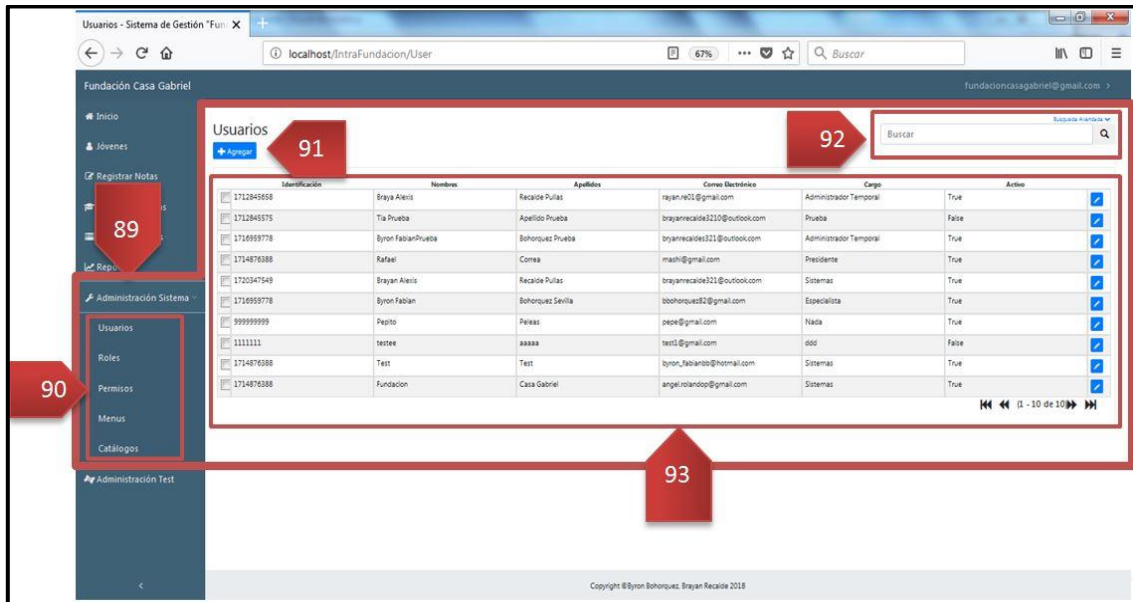 Usuarios - Sistema de Gestión "Fun
localhost/IntraFundacion/User
67%
Buscar
Fundación Casa Gabriel
fundacioncasagabriel@gmail.com >
Inicio
Jóvenes
Registrar Notas
s
s
Repo
Administración Sistema
Usuarios
Roles
Permisos
Menus
Catálogos
Administración Test
89
90
Usuarios
+ Agregar
91
92
Busqueda Avanzada
Buscar
Identificación Nombres Apellidos Correo Electrónico Cargo Activo
1712845658 Braya Alexis Recalde Pullas rayan.re01@gmail.com Administrador Temporal True
1712845575 Tia Prueba Apellido Prueba brayanrecalde3210@outlook.com Prueba False
1716959778 Byron FabianPrueba Bohorquez Prueba bryanrecaldes321@outlook.com Administrador Temporal True
1714876388 Rafael Correa mashi@gmail.com Presidente True
1720347549 Brayan Alexis Recalde Pullas brayanrecalde321@outlook.com Sistemas True
1716959778 Byron Fabian Bohorquez Sevilla bbohorquez82@gmail.com Especialista True
999999999 Pepito Peleas pepe@gmail.com Nada True
1111111 testee aaaaa test1@gmail.com ddd False
1714876388 Test Test byron_fabianbb@hotmail.com Sistemas True
1714876388 Fundacion Casa Gabriel angel.rolandop@gmail.com Sistemas True
(1 - 10 de 10)
93
Copyright ©Byron Bohorquez, Brayan Recalde 2018